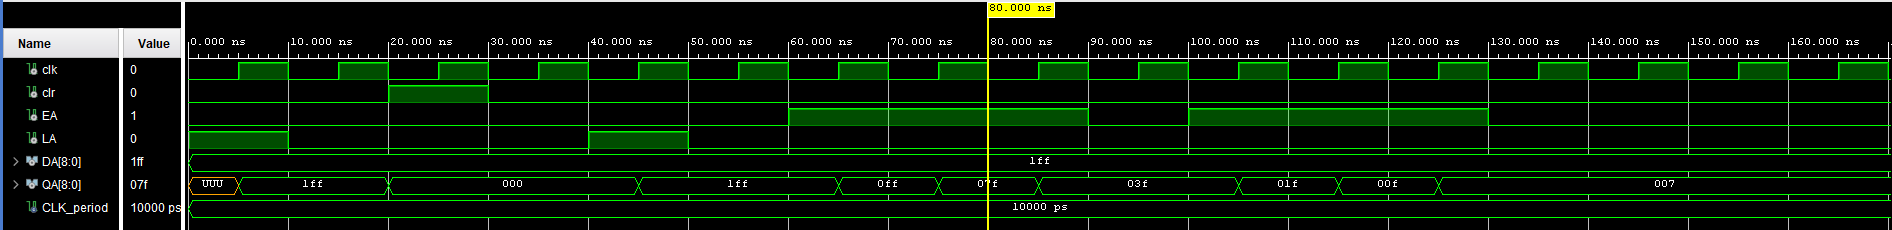 80.000 ns
Name Value
0.000 ns 10.000 ns 20.000 ns 30.000 ns 40.000 ns 50.000 ns 60.000 ns 70.000 ns 80.000 ns 90.000 ns 100.000 ns 110.000 ns 120.000 ns 130.000 ns 140.000 ns 150.000 ns 160.000 ns
clk 0
clr 0
EA 1
LA 0
DA[8:0] 1ff 1ff
QA[8:0] 07f UUU 1ff 000 1ff 0ff 07f 03f 01f 00f 007
CLK_period 10000 ps 10000 ps